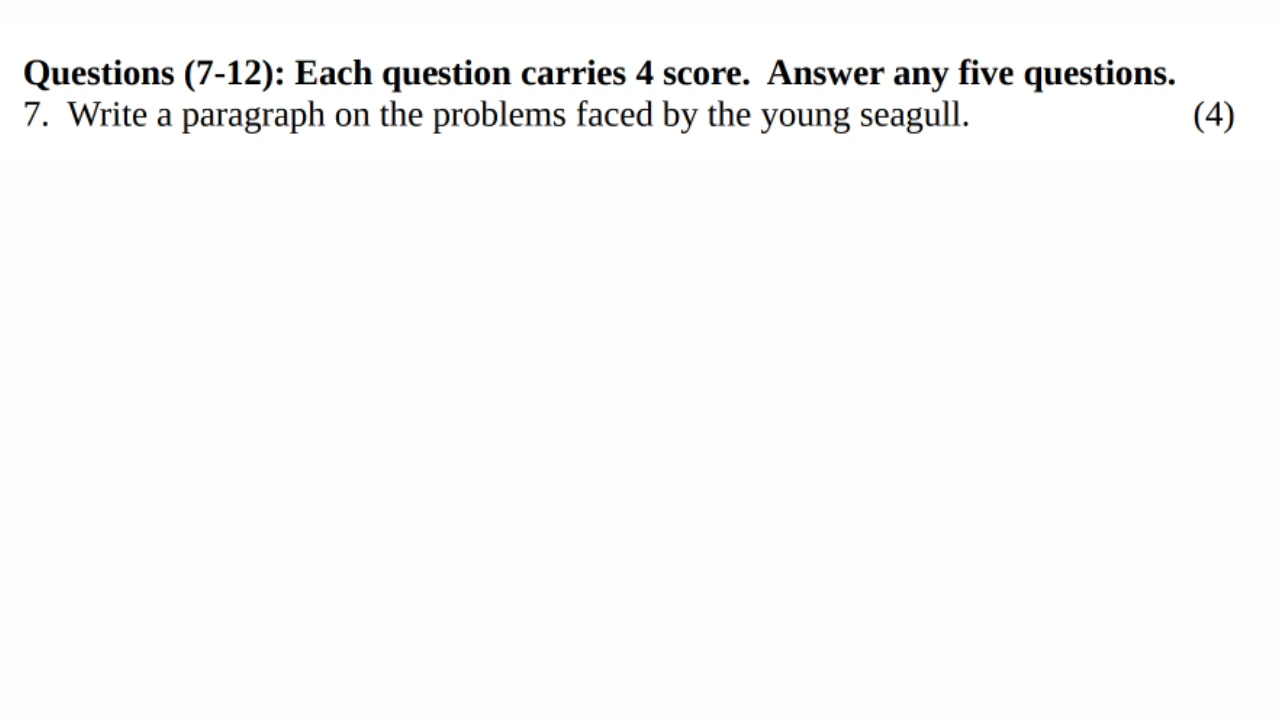 Questions (7-12): Each question carries 4 score.  Answer any five questions.
7.  Write a paragraph on the problems faced by the young seagull. (4)